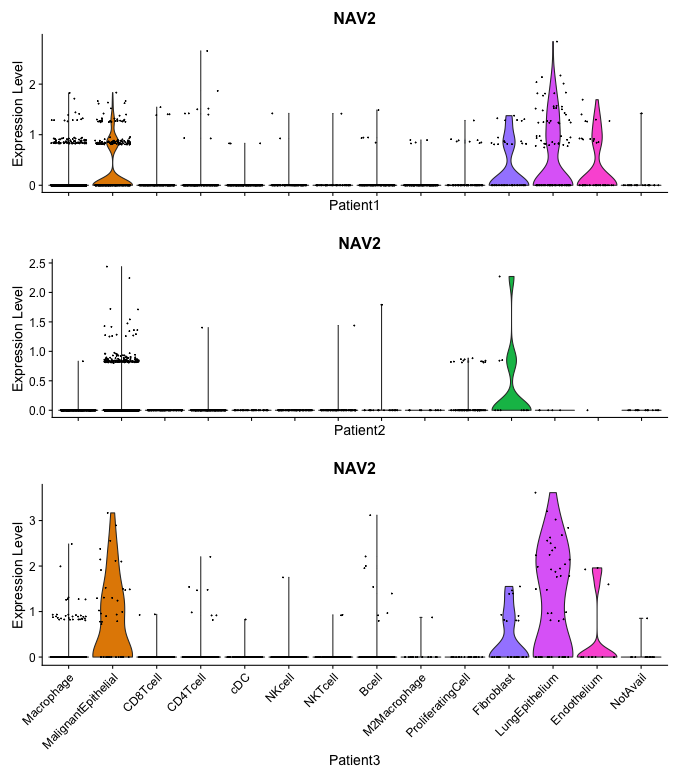 NAV2
Expression Level
2
1
0
Patient1
NAV2
Expression Level
2.5
2.0
1.5
1.0
0.5
0.0
Patient2
NAV2
Expression Level
3
2
1
0
Macrophage
MalignantEpithelial
CD8Tcell
CD4Tcell
cDC
NKcell
NKTcell
Bcell
M2Macrophage
ProliferatingCell
Fibroblast
LungEpithelium
Endothelium
NotAvail
Patient3